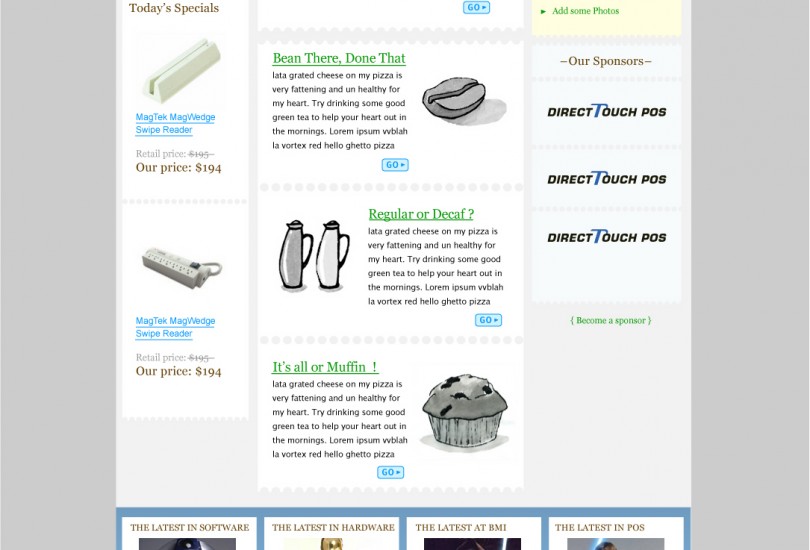 Today's Specials
MagTek MagWedge
Swipe Reader
Retail price: $195
Our price: $194
MagTek MagWedge
Swipe Reader
Retail price: $195
Our price: $194
GO
Bean There, Done That
lata grated cheese on my pizza is
very fattening and un healthy for
my heart. Try drinking some good
green tea to help your heart out in
the mornings. Lorem ipsum vvblah
la vortex red hello ghetto pizza
GO
Regular or Decaf ?
lata grated cheese on my pizza is
very fattening and un healthy for
my heart. Try drinking some good
green tea to help your heart out in
the mornings. Lorem ipsum vvblah
la vortex red hello ghetto pizza
GO
It's all or Muffin !
lata grated cheese on my pizza is
very fattening and un healthy for
my heart. Try drinking some good
green tea to help your heart out in
the mornings. Lorem ipsum vvblah
la vortex red hello ghetto pizza
GO
Add some Photos
–Our Sponsors–
DIRECTTOUCH POS
DIRECTTOUCH POS
DIRECTTOUCH POS
{ Become a sponsor }
THE LATEST IN SOFTWARE
THE LATEST IN HARDWARE
THE LATEST AT BMI
THE LATEST IN POS